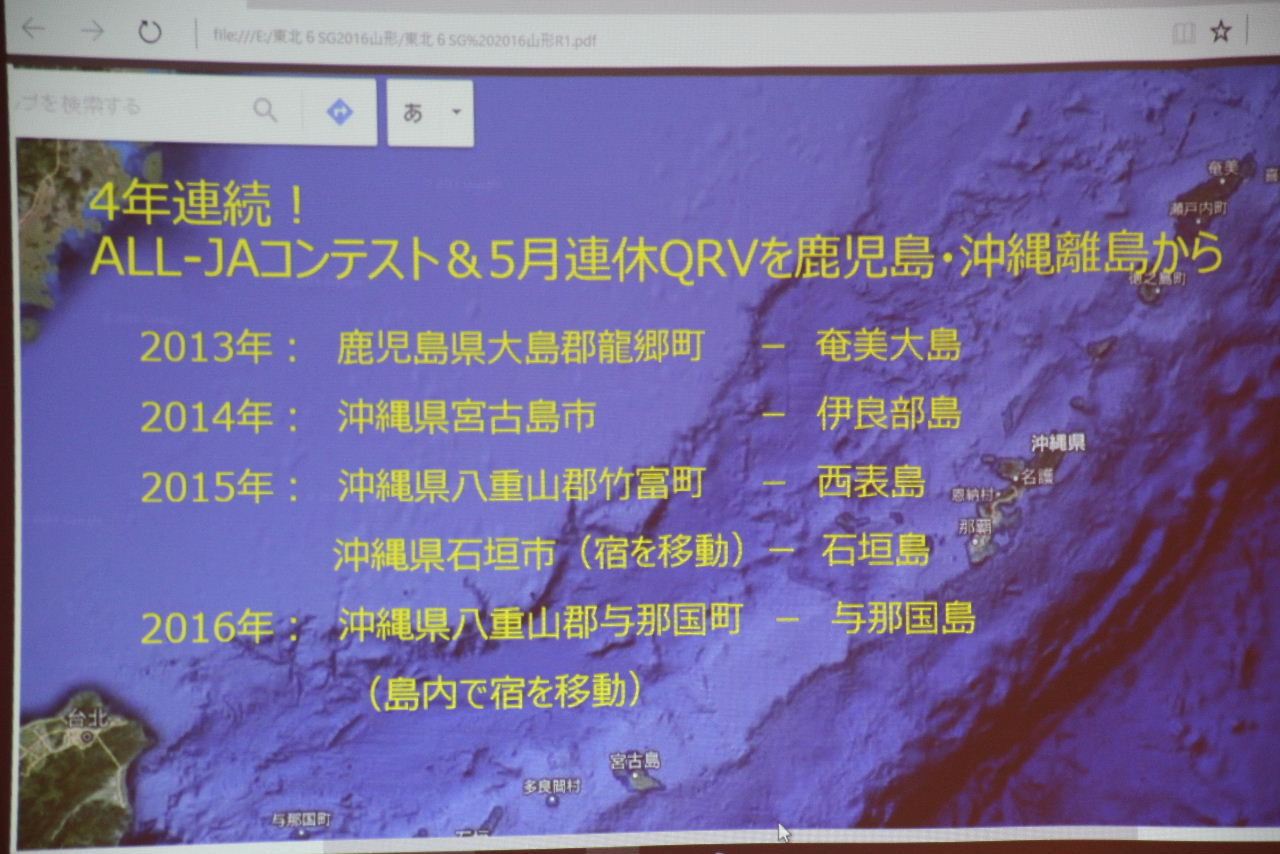 file:///E:/東北 6 SG2016山形/東北 6 SG%202016山形R1.pdf
プを検索する
あ
4年連続！
ALL-JAコンテスト＆5月連休QRVを鹿児島・沖縄離島から
2013年： 鹿児島県大島郡龍郷町 － 奄美大島
2014年： 沖縄県宮古島市 － 伊良部島
2015年： 沖縄県八重山郡竹富町 － 西表島
沖縄県石垣市（宿を移動）－ 石垣島
2016年： 沖縄県八重山郡与那国町 － 与那国島
（島内で宿を移動）
奄美
喜
瀬戸内町
徳之島町
沖縄県
名護
恩納村
那覇
台北
宮古島
多良間村
与那国町
石垣